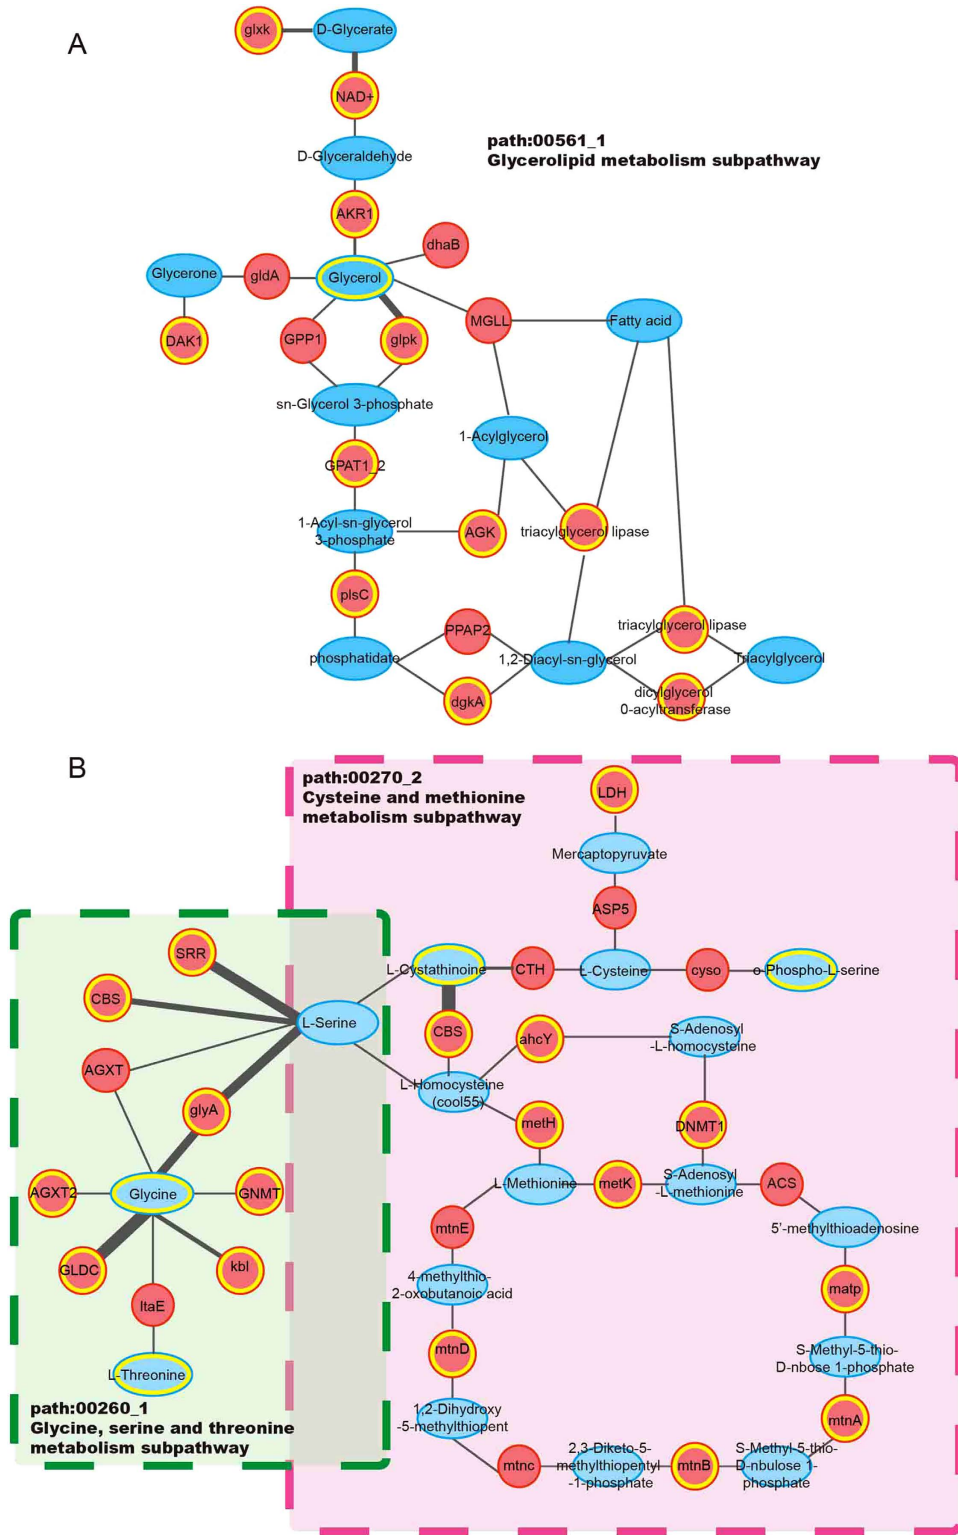 A
glxk
D-Glycerate
NAD+
D-Glyceraldehyde
path:00561_1
Glycerolipid metabolism subpathway
AKR1
dhaB
Glycerone
gldA
Glycerol
DAK1
GPP1
glpk
MGLL
Fatty acid
sn-Glycerol 3-phosphate
1-Acylglycerol
GPAT1_2
1-Acyl-sn-glycerol
3-phosphate
AGK
triacylglycerol lipase
plsC
PPAP2
triacylglycerol lipase
phosphatidate
1,2-Diacyl-sn-glycerol
Triacylglycerol
dgkA
dicylglycerol
0-acyltransferase
B
path:00270_2
Cysteine and methionine
metabolism subpathway
LDH
Mercaptopyruvate
ASP5
SRR
L-Cystathinoine
CTH
L-Cysteine
cyso
o-Phospho-L-serine
CBS
L-Serine
CBS
ahcY
S-Adenosyl
-L-homocysteine
AGXT
L-Homocysteine
(cool55)
glyA
metH
DNMT1
AGXT2
Glycine
GNMT
L-Methionine
metK
S-Adenosyl
-L-methionine
ACS
mtnE
5'-methylthioadenosine
GLDC
kbl
4-methylthio-
2-oxobutanoic acid
matp
ltaE
mtnD
S-Methyl-5-thio-
D-nbose 1-phosphate
L-Threonine
path:00260_1
Glycine, serine and threonine
metabolism subpathway
1,2-Dihydroxy
-5-methylthiopent
mtnA
mtnc
2,3-Diketo-5-
methylthiopentyl
-1-phosphate
mtnB
S-Methyl-5-thio-
D-nbulose 1-
phosphate